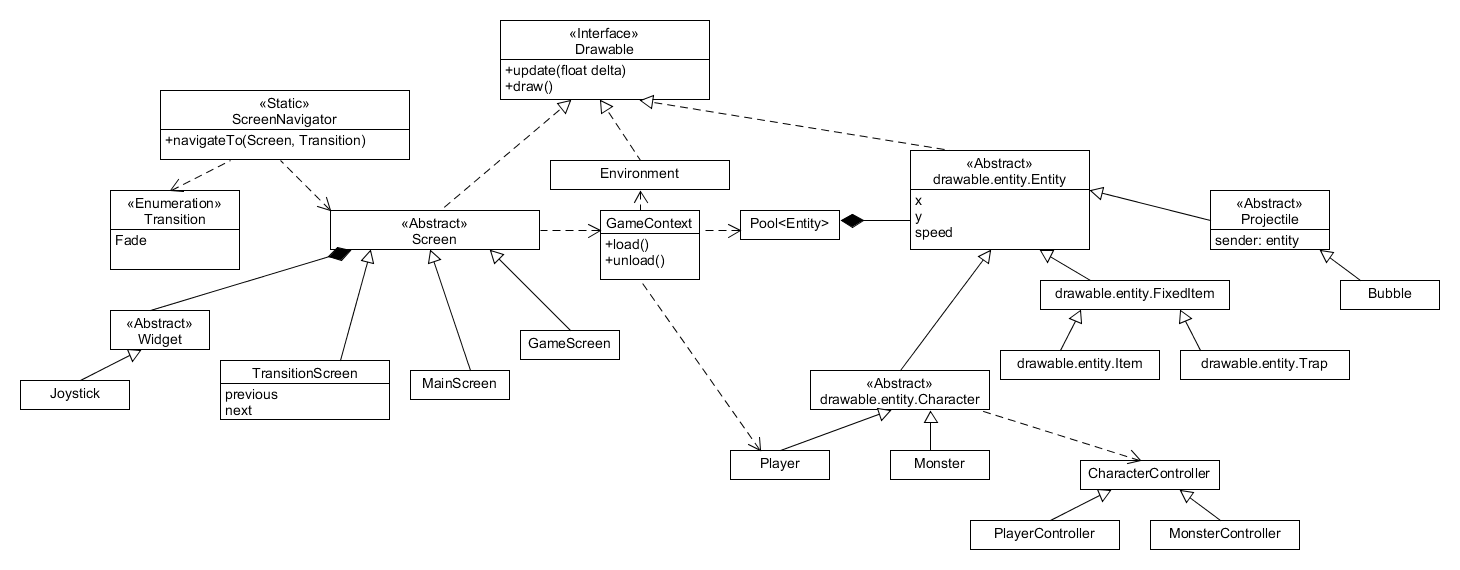 «Interface»
Drawable
+update(float delta)
+draw()
«Static»
ScreenNavigator
+navigateTo(Screen, Transition)
«Enumeration»
Transition
Fade
«Abstract»
Screen
Environment
GameContext
+load()
+unload()
Pool<Entity>
«Abstract»
drawable.entity.Entity
x
y
speed
«Abstract»
Projectile
sender: entity
Bubble
drawable.entity.FixedItem
drawable.entity.Item
drawable.entity.Trap
«Abstract»
Widget
Joystick
TransitionScreen
previous
next
MainScreen
GameScreen
«Abstract»
drawable.entity.Character
Player
Monster
CharacterController
PlayerController
MonsterController